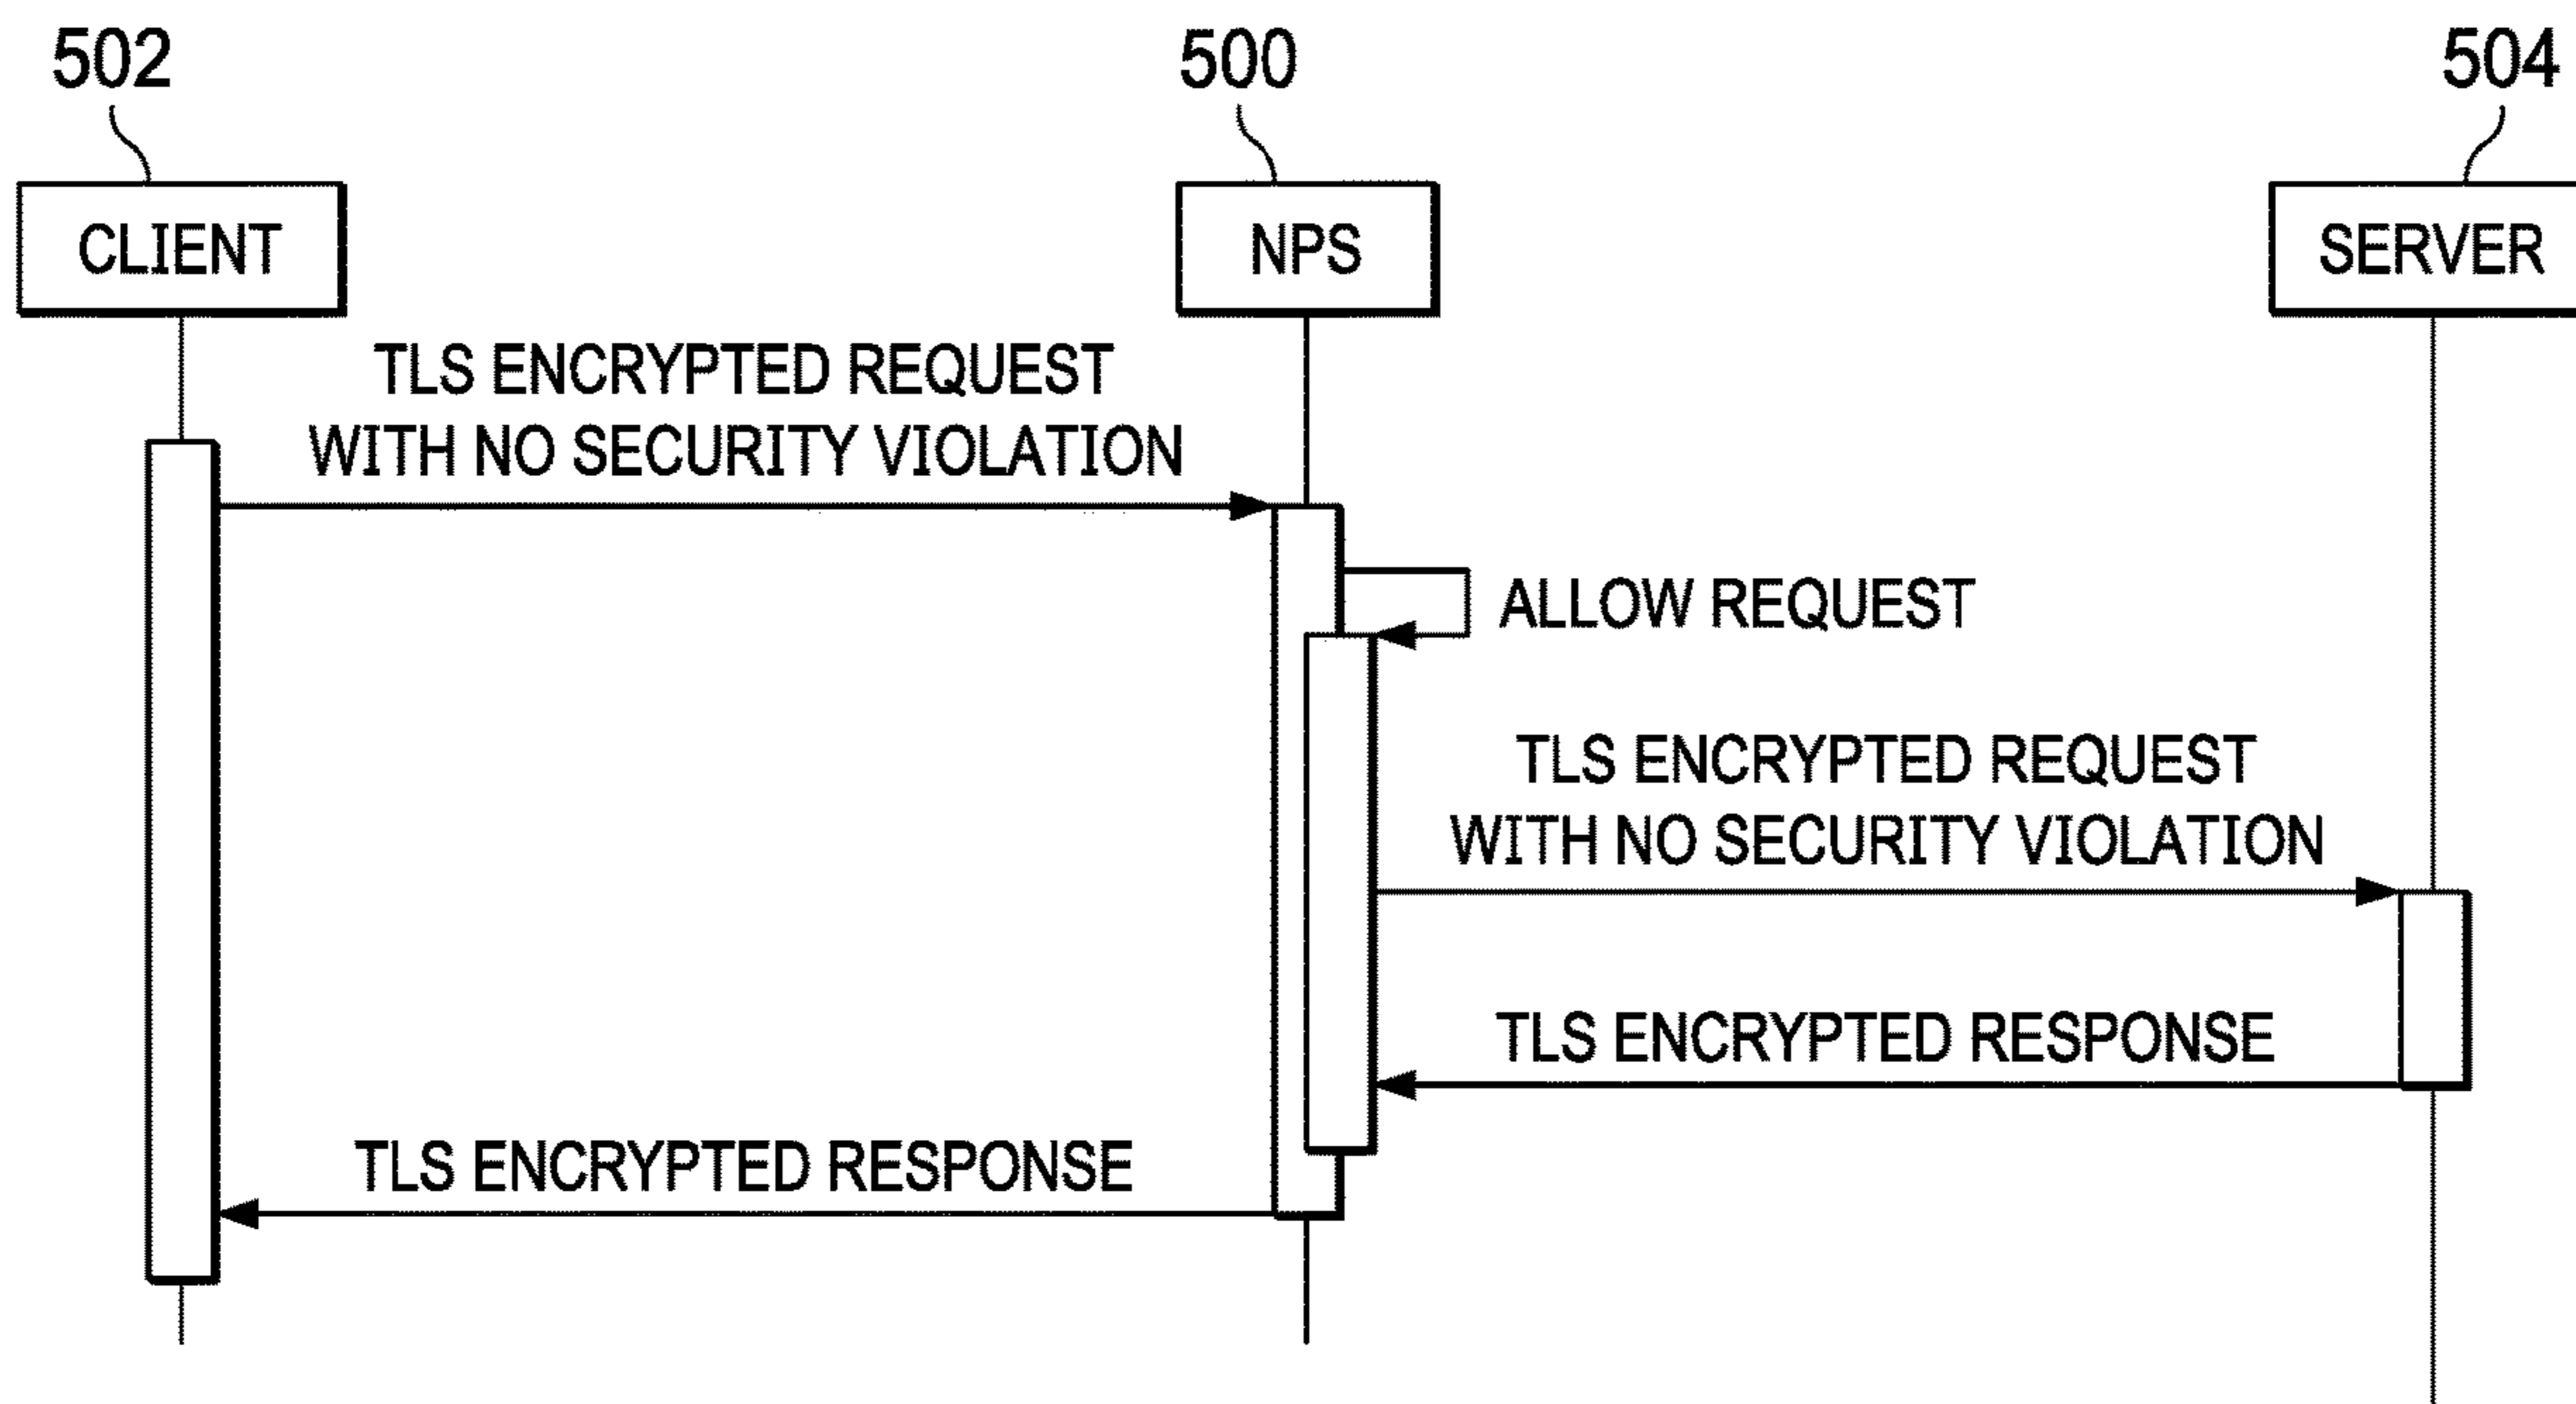 502
500
504
CLIENT
NPS
SERVER
TLS ENCRYPTED REQUEST
WITH NO SECURITY VIOLATION
ALLOW REQUEST
TLS ENCRYPTED REQUEST
WITH NO SECURITY VIOLATION
TLS ENCRYPTED RESPONSE
TLS ENCRYPTED RESPONSE